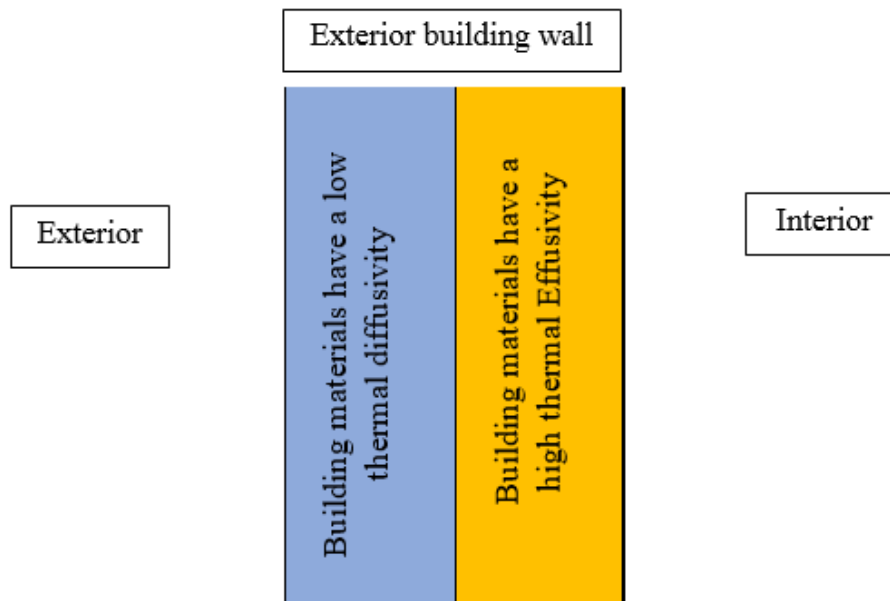 Exterior building wall
Exterior
Building materials have a low
thermal diffusivity
Building materials have a
high thermal Effusivity
Interior